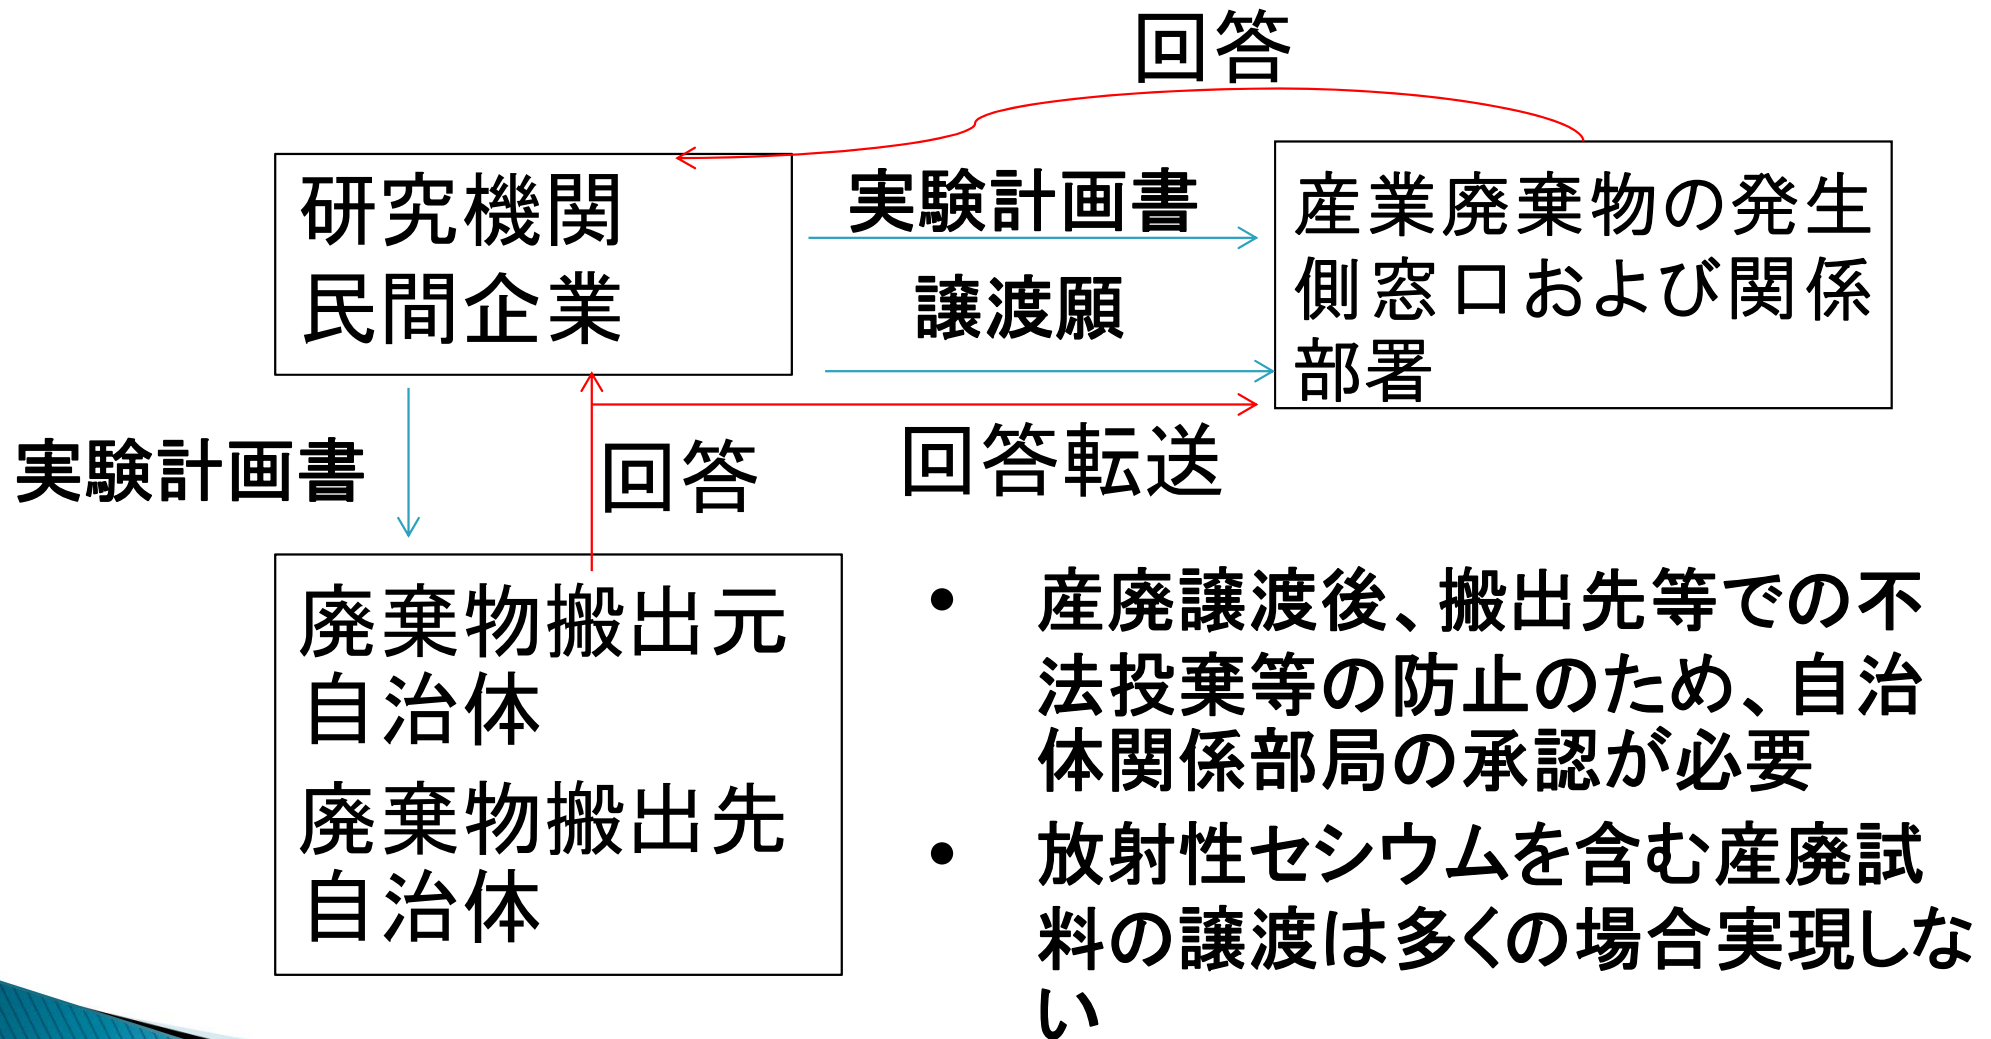 回答
研究機関
民間企業
実験計画書
譲渡願
産業廃棄物の発生
側窓口および関係
部署
実験計画書
回答
回答転送
廃棄物搬出元
自治体
廃棄物搬出先
自治体
• 産廃譲渡後、搬出先等での不
法投棄等の防止のため、自治
体関係部局の承認が必要
• 放射性セシウムを含む産廃試
料の譲渡は多くの場合実現しな
い